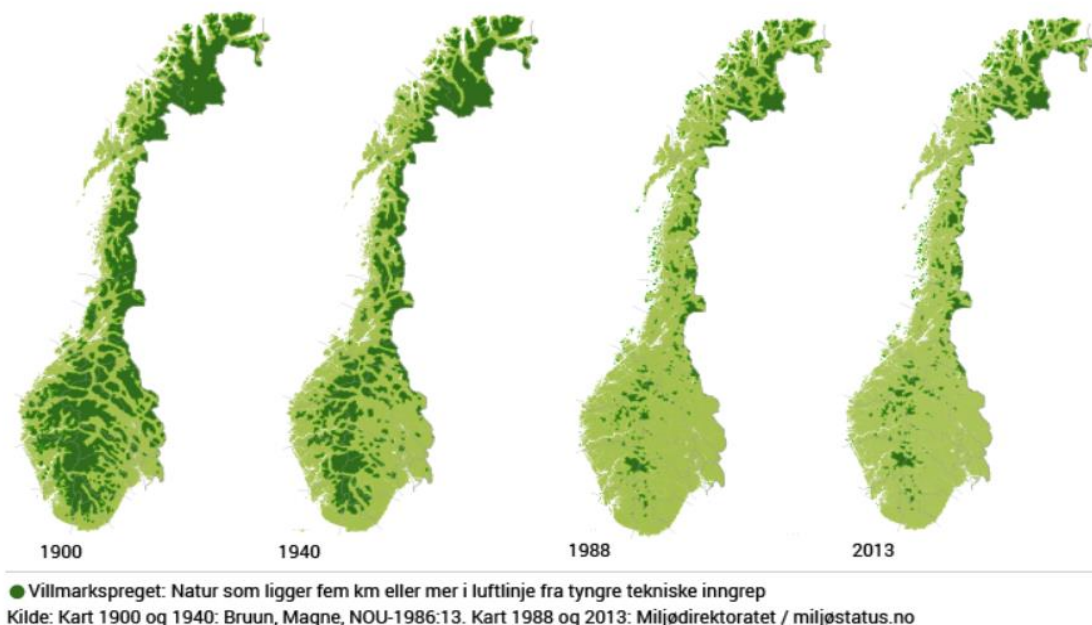 1900
1940
1988
2013
Villmarkspreget: Natur som ligger fem km eller mer i luftlinje fra tyngre tekniske inngrep
Kilde: Kart 1900 og 1940: Bruun, Magne, NOU-1986:13. Kart 1988 og 2013: Miljødirektoratet / miljøstatus.no